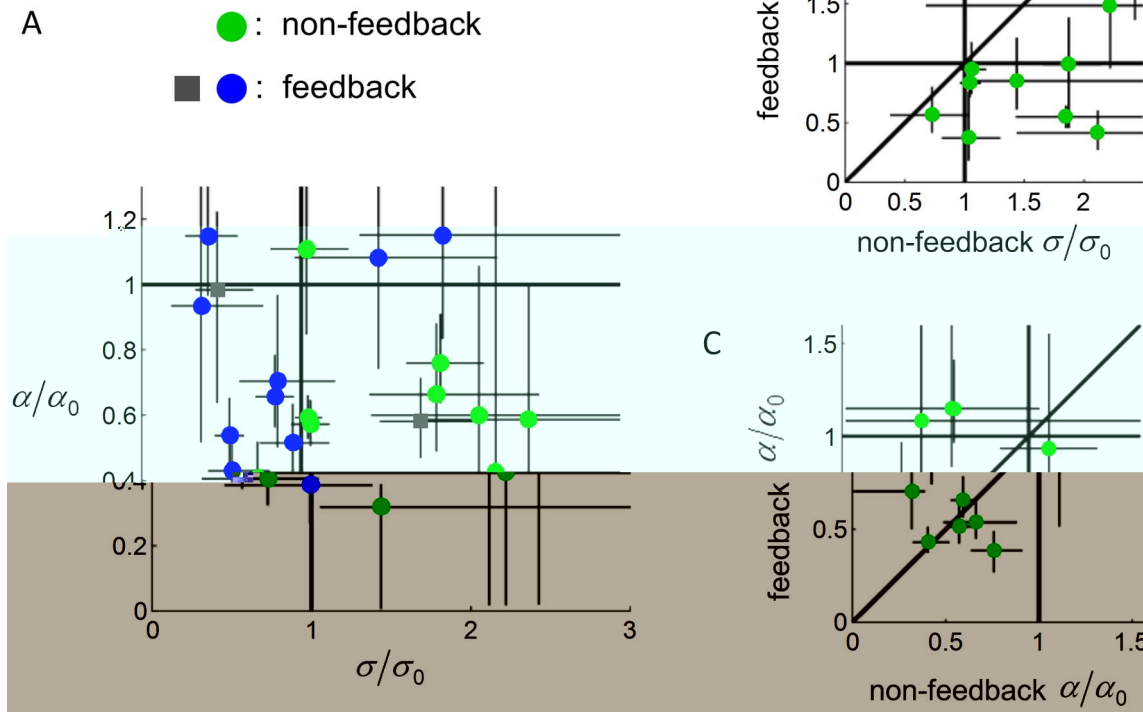 A
: non-feedback
: feedback
1.2
1
0.8
0.6
0.4
0.2
0
0 1 2 3
α/α₀
σ/σ₀
1.5
1
0.5
0
0 0.5 1 1.5 2
feedback
non-feedback σ/σ₀
C
1.5
1
0.5
0
0 0.5 1 1.5
α/α₀
feedback
non-feedback α/α₀